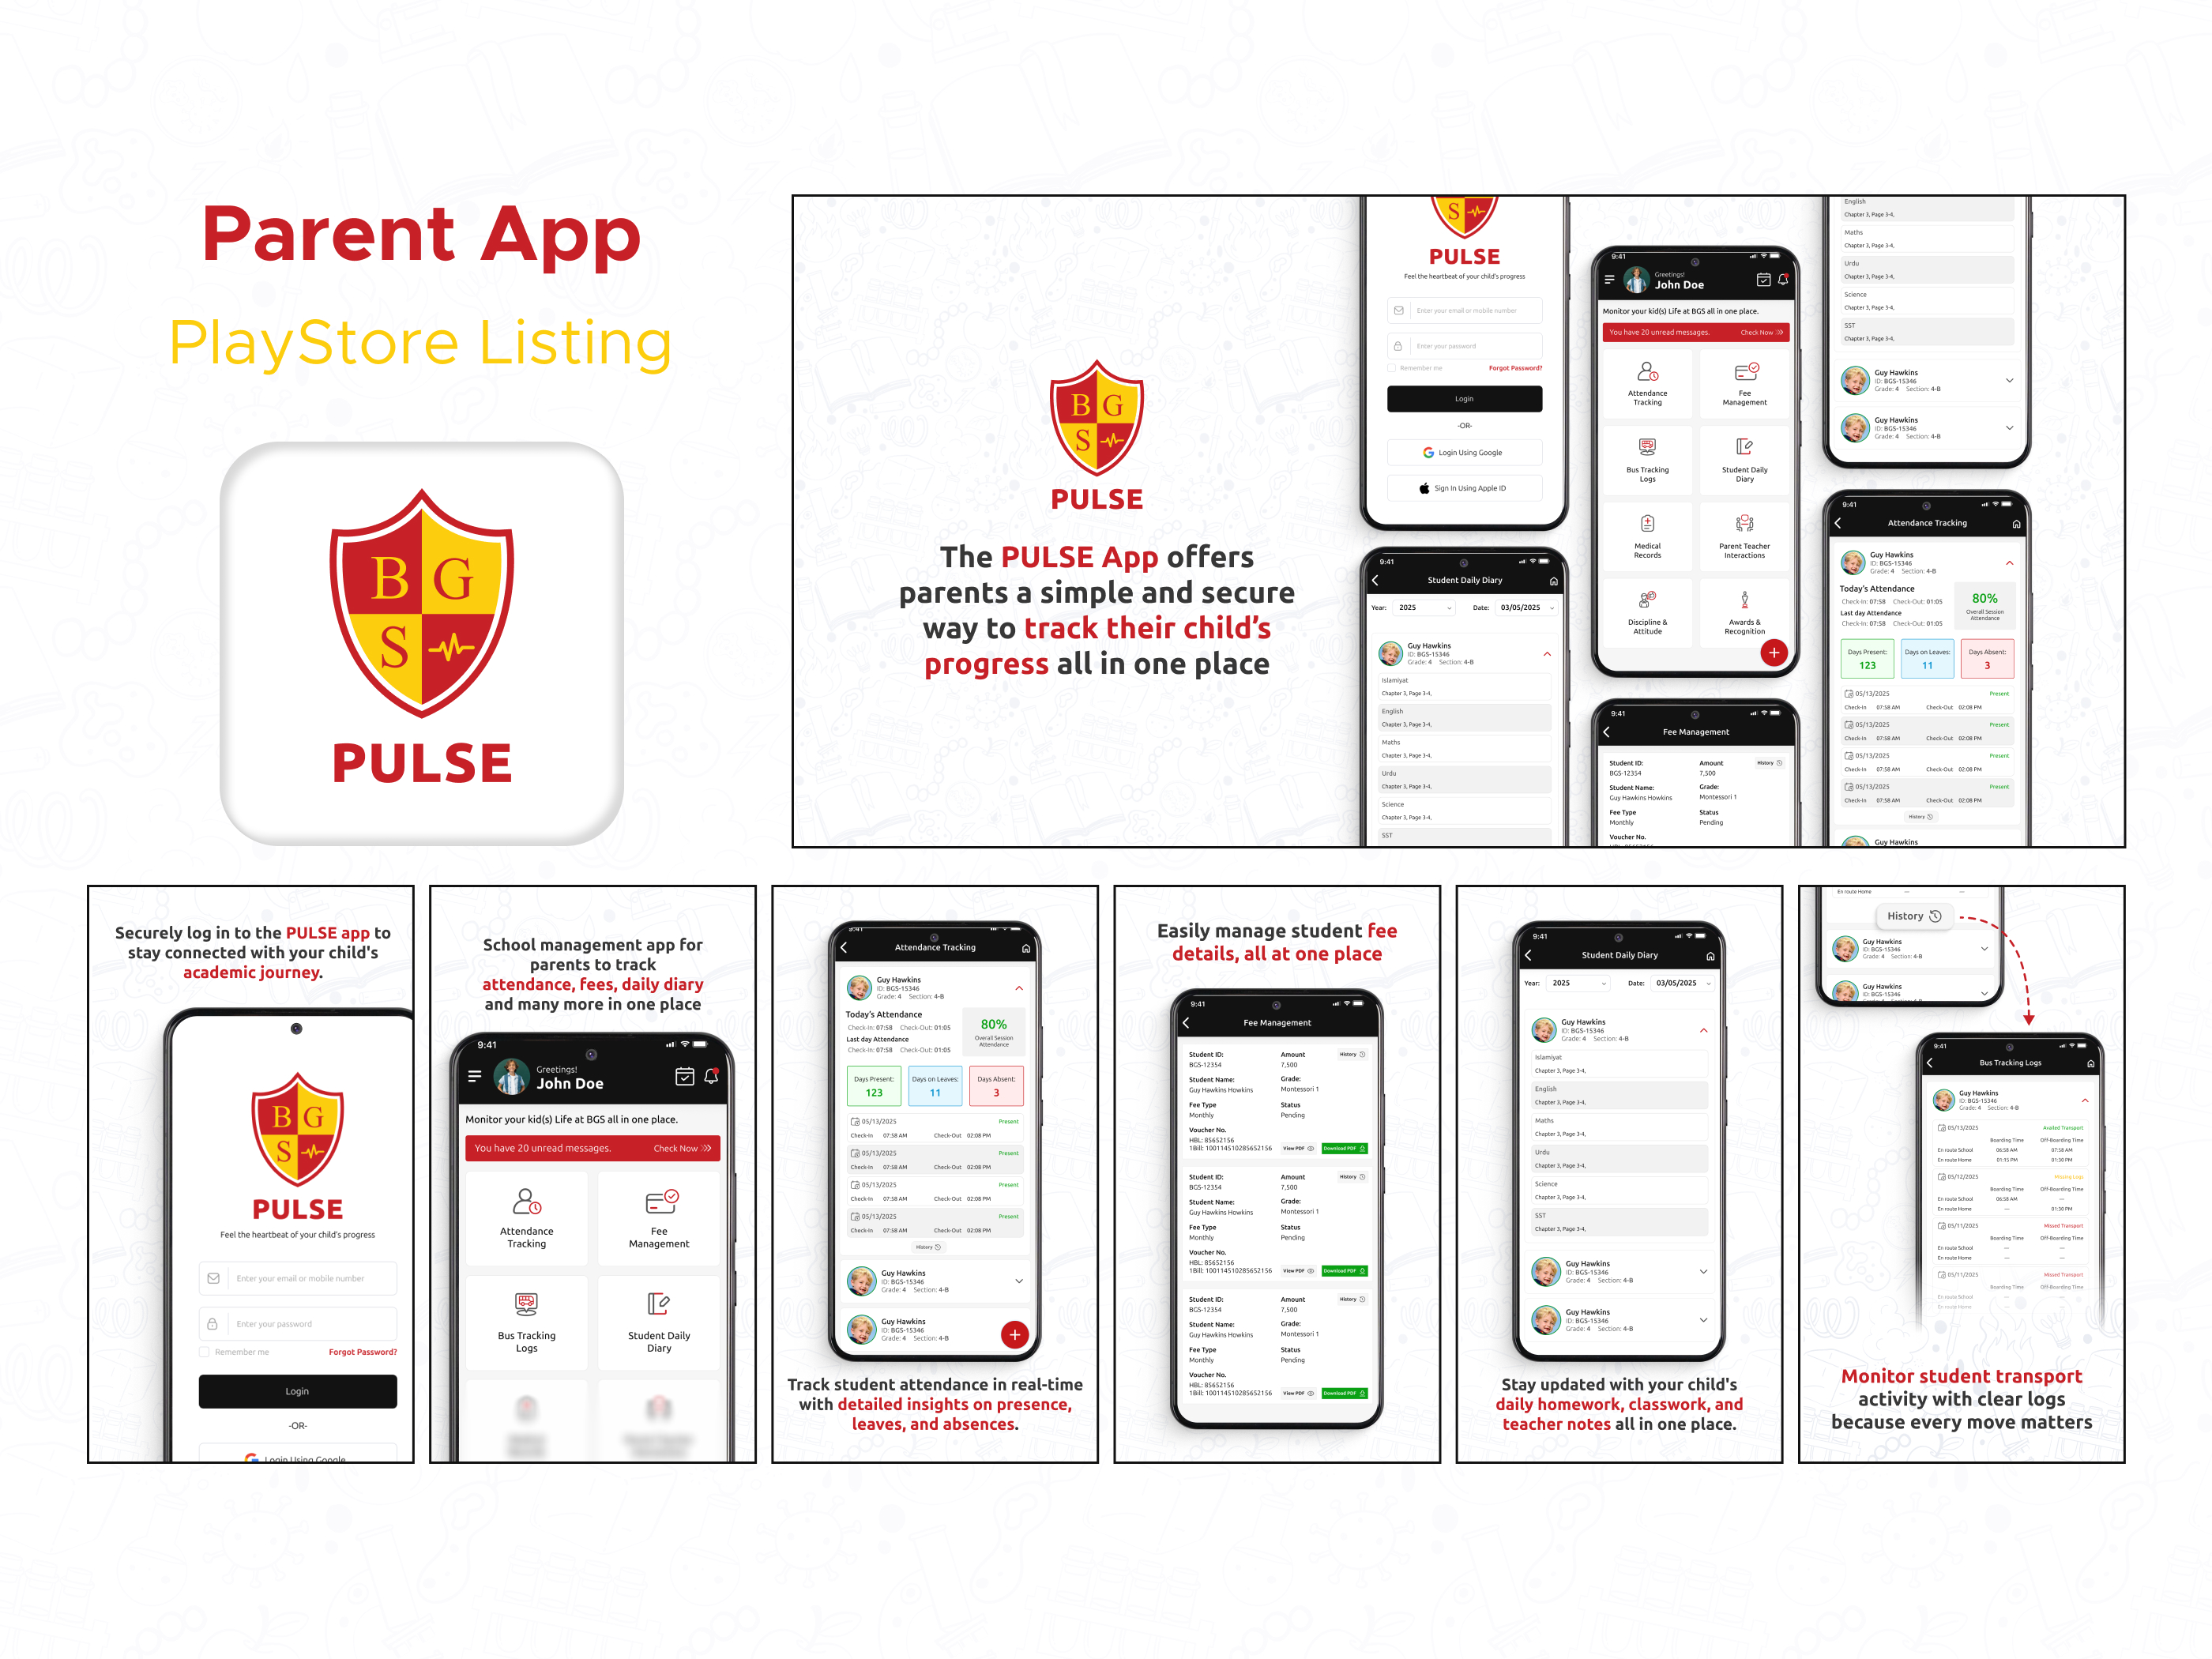 Parent App
PlayStore Listing
B G
S
PULSE
B G
S
PULSE
The PULSE App offers
parents a simple and secure
way to track their child's
progress all in one place
S
PULSE
Feel the heartbeat of your child's progress
Enter your email or mobile number
Enter your password
Remember me Forgot Password?
Login
-OR-
Login Using Google
Sign In Using Apple ID
9:41
Student Daily Diary
Year: 2025 Date: 03/05/2025
Guy Hawkins
ID: BGS-15346
Grade: 4 Section: 4-B
Islamiyat
Chapter 3, Page 3-4,
English
Chapter 3, Page 3-4,
Maths
Chapter 3, Page 3-4,
Urdu
Chapter 3, Page 3-4,
Science
Chapter 3, Page 3-4,
SST
9:41
Greetings!
John Doe
Monitor your kid(s) Life at BGS all in one place.
You have 20 unread messages. Check Now
Attendance
Tracking
Fee
Management
Bus Tracking
Logs
Student Daily
Diary
Medical
Records
Parent Teacher
Interactions
Discipline &
Attitude
Awards &
Recognition
9:41
Fee Management
Student ID: Amount History
BGS-12354 7,500
Student Name: Grade:
Guy Hawkins Howkins Montessori 1
Fee Type Status
Monthly Pending
Voucher No.
English
Chapter 3, Page 3-4,
Maths
Chapter 3, Page 3-4,
Urdu
Chapter 3, Page 3-4,
Science
Chapter 3, Page 3-4,
SST
Chapter 3, Page 3-4,
Guy Hawkins
ID: BGS-15346
Grade: 4 Section: 4-B
Guy Hawkins
ID: BGS-15346
Grade: 4 Section: 4-B
9:41
Attendance Tracking
Guy Hawkins
ID: BGS-15346
Grade: 4 Section: 4-B
Today's Attendance
Check-In: 07:58 Check-Out: 01:05
Last day Attendance
Check-In: 07:58 Check-Out: 01:05
80%
Overall Session
Attendance
Days Present: Days on Leaves: Days Absent:
123 11 3
05/13/2025 Present
Check-In 07:58 AM Check-Out 02:08 PM
05/13/2025 Present
Check-In 07:58 AM Check-Out 02:08 PM
05/13/2025 Present
Check-In 07:58 AM Check-Out 02:08 PM
05/13/2025 Present
Check-In 07:58 AM Check-Out 02:08 PM
History
Guy Hawkins
Securely log in to the PULSE app to
stay connected with your child's
academic journey.
B G
S
PULSE
Feel the heartbeat of your child's progress
Enter your email or mobile number
Enter your password
Remember me Forgot Password?
Login
-OR-
Login Using Google
School management app for
parents to track
attendance, fees, daily diary
and many more in one place
9:41
Greetings!
John Doe
Monitor your kid(s) Life at BGS all in one place.
You have 20 unread messages. Check Now
Attendance
Tracking
Fee
Management
Bus Tracking
Logs
Student Daily
Diary
9:41
Attendance Tracking
Guy Hawkins
ID: BGS-15346
Grade: 4 Section: 4-B
Today's Attendance
Check-In: 07:58 Check-Out: 01:05
Last day Attendance
Check-In: 07:58 Check-Out: 01:05
80%
Overall Session
Attendance
Days Present: Days on Leaves: Days Absent:
123 11 3
05/13/2025 Present
Check-In 07:58 AM Check-Out 02:08 PM
05/13/2025 Present
Check-In 07:58 AM Check-Out 02:08 PM
05/13/2025 Present
Check-In 07:58 AM Check-Out 02:08 PM
05/13/2025 Present
Check-In 07:58 AM Check-Out 02:08 PM
History
Guy Hawkins
ID: BGS-15346
Grade: 4 Section: 4-B
Guy Hawkins
ID: BGS-15346
Grade: 4 Section: 4-B
Track student attendance in real-time
with detailed insights on presence,
leaves, and absences.
Easily manage student fee
details, all at one place
9:41
Fee Management
Student ID: Amount History
BGS-12354 7,500
Student Name: Grade:
Guy Hawkins Howkins Montessori 1
Fee Type Status
Monthly Pending
Voucher No.
HBL: 85652156
1Bill: 100114510285652156 View PDF Download PDF
Student ID: Amount History
BGS-12354 7,500
Student Name: Grade:
Guy Hawkins Howkins Montessori 1
Fee Type Status
Monthly Pending
Voucher No.
HBL: 85652156
1Bill: 100114510285652156 View PDF Download PDF
Student ID: Amount History
BGS-12354 7,500
Student Name: Grade:
Guy Hawkins Howkins Montessori 1
Fee Type Status
Monthly Pending
Voucher No.
HBL: 85652156
1Bill: 100114510285652156 View PDF Download PDF
9:41
Student Daily Diary
Year: 2025 Date: 03/05/2025
Guy Hawkins
ID: BGS-15346
Grade: 4 Section: 4-B
Islamiyat
Chapter 3, Page 3-4,
English
Chapter 3, Page 3-4,
Maths
Chapter 3, Page 3-4,
Urdu
Chapter 3, Page 3-4,
Science
Chapter 3, Page 3-4,
SST
Chapter 3, Page 3-4,
Guy Hawkins
ID: BGS-15346
Grade: 4 Section: 4-B
Guy Hawkins
ID: BGS-15346
Grade: 4 Section: 4-B
Stay updated with your child's
daily homework, classwork, and
teacher notes all in one place.
En route Home — —
History
Guy Hawkins
ID: BGS-15346
Grade: 4 Section: 4-B
Guy Hawkins
ID: BGS-15346
9:41
Bus Tracking Logs
Guy Hawkins
ID: BGS-15346
Grade: 4 Section: 4-B
05/13/2025 Availed Transport
Boarding Time Off-Boarding Time
En route School 06:58 AM 07:58 AM
En route Home 01:15 PM 01:30 PM
05/12/2025 Missing Logs
Boarding Time Off-Boarding Time
En route School 06:58 AM —
En route Home — 01:30 PM
05/11/2025 Missed Transport
Boarding Time Off-Boarding Time
En route School — —
En route Home — —
05/11/2025 Missed Transport
Boarding Time Off-Boarding Time
En route School — —
En route Home — —
Monitor student transport
activity with clear logs
because every move matters